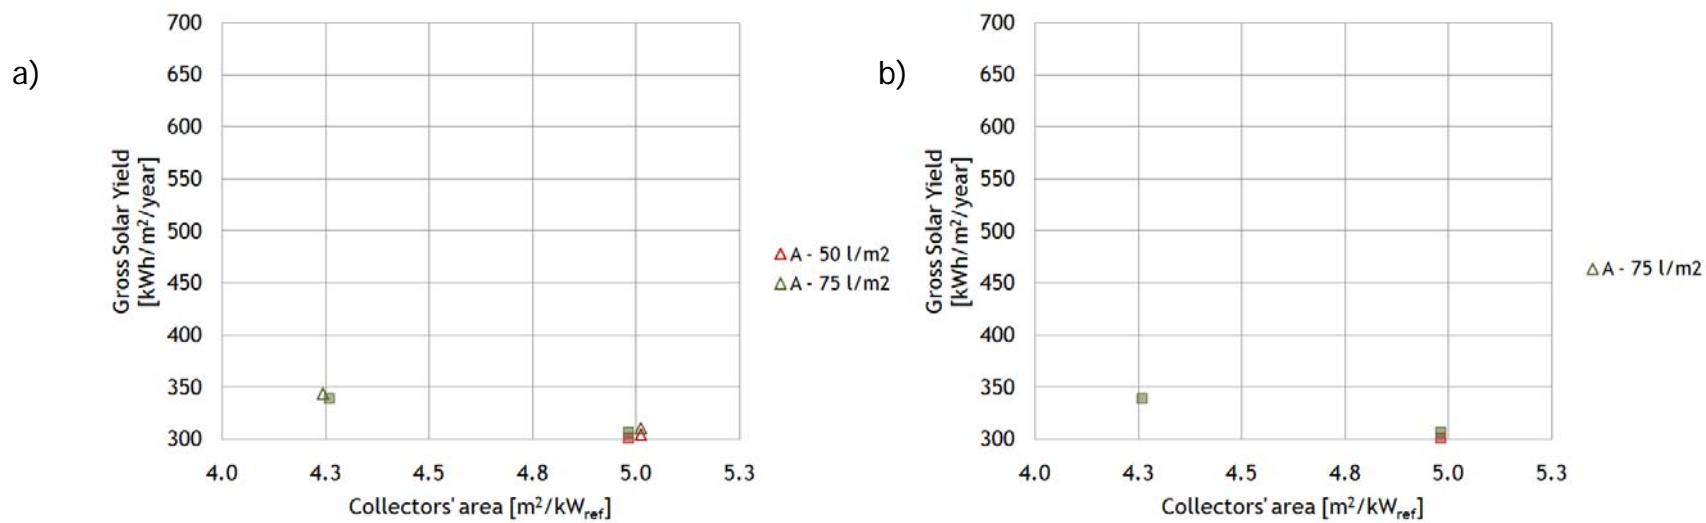 a)
Gross Solar Yield
[kWh/m²/year]
700
650
600
550
500
450
400
350
300
4.0 4.3 4.5 4.8 5.0 5.3
Collectors' area [m²/kWref]
A - 50 l/m2
A - 75 l/m2
b)
Gross Solar Yield
[kWh/m²/year]
700
650
600
550
500
450
400
350
300
4.0 4.3 4.5 4.8 5.0 5.3
Collectors' area [m²/kWref]
A - 75 l/m2